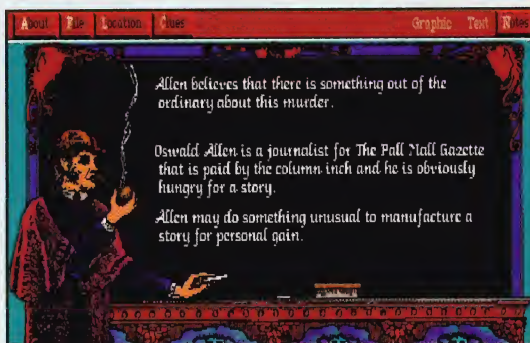 About File Location Clues Graphic Text Notes
Allen believes that there is something out of the
ordinary about this murder.
Oswald Allen is a journalist for The Pall Mall Gazette
that is paid by the column inch and he is obviously
hungry for a story.
Allen may do something unusual to manufacture a
story for personal gain.